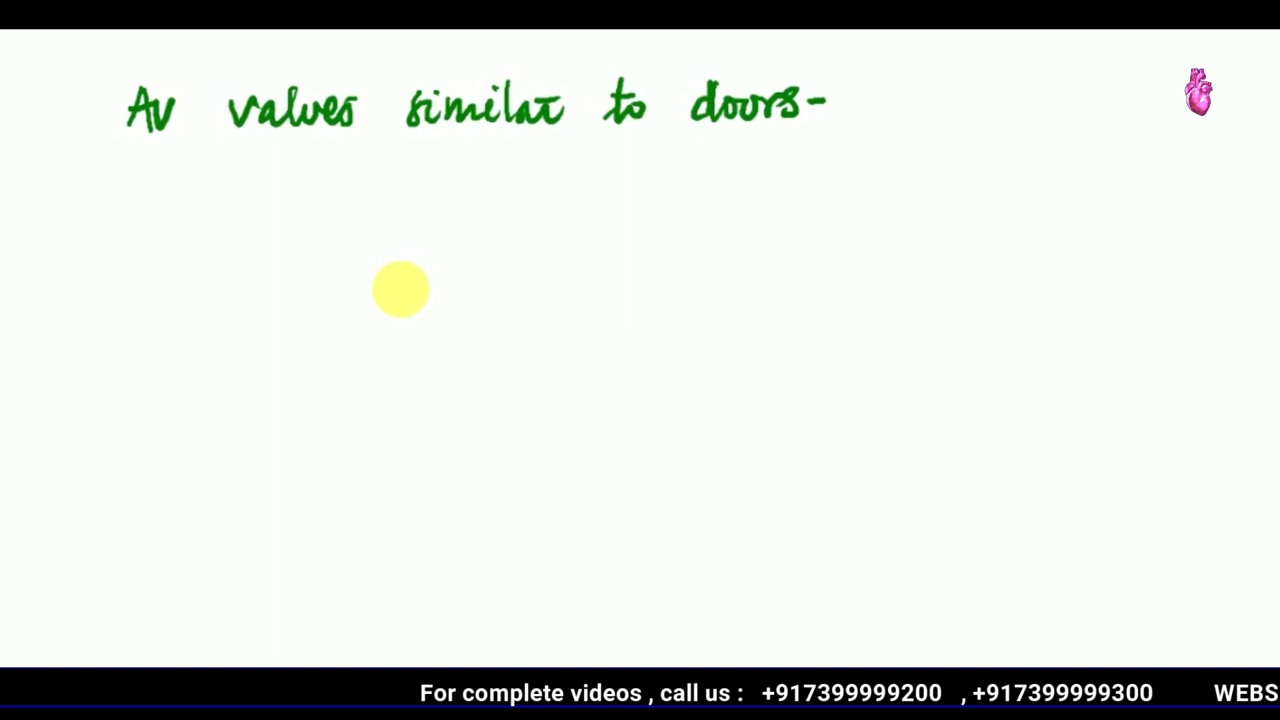 AV valves similar to doors-
For complete videos , call us : +917399999200 , +917399999300 WEBS